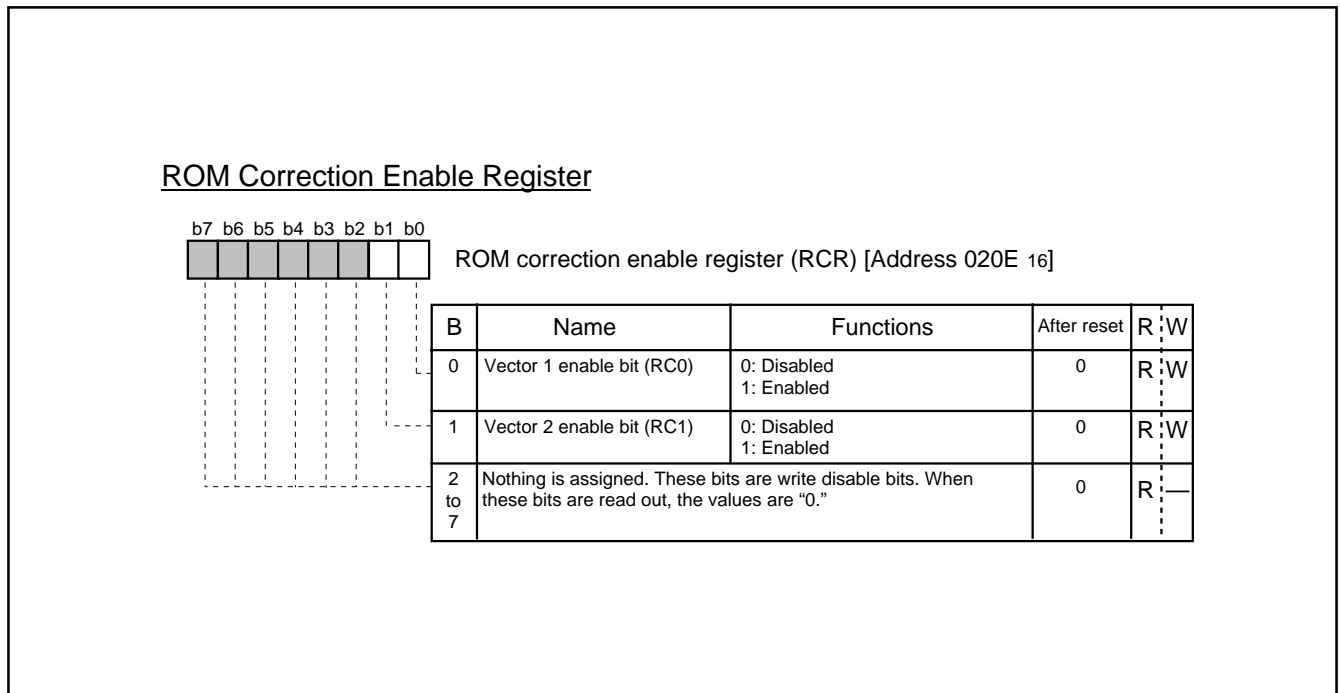 ROM Correction Enable Register
b7 b6 b5 b4 b3 b2 b1 b0
ROM correction enable register (RCR) [Address 020E 16]
B Name Functions After reset R W
0 Vector 1 enable bit (RC0) 0: Disabled 0 R W
1: Enabled
1 Vector 2 enable bit (RC1) 0: Disabled 0 R W
1: Enabled
2 Nothing is assigned. These bits are write disable bits. When 0 R —
to these bits are read out, the values are “0.”
7